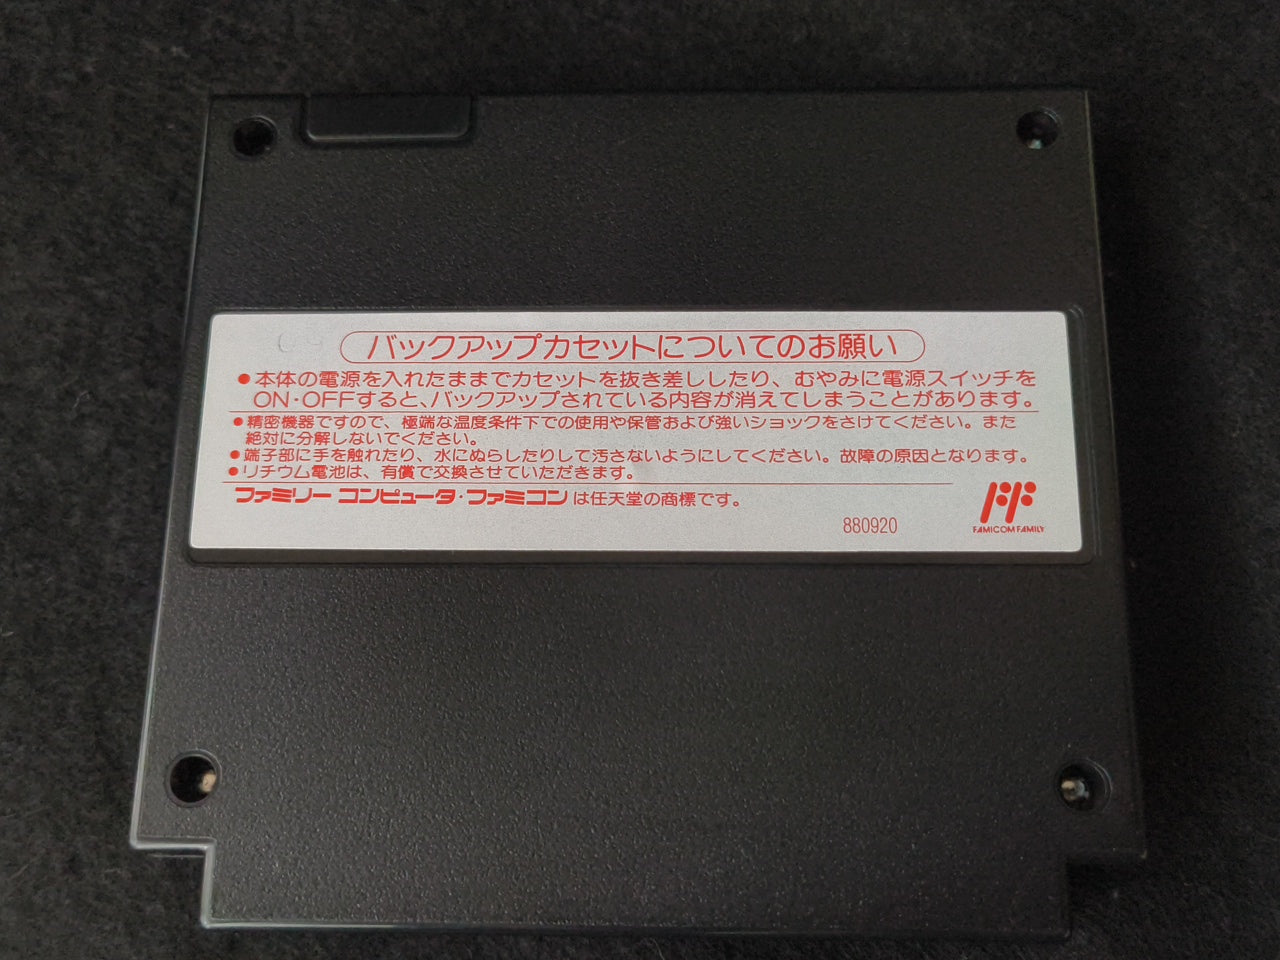 バックアップカセットについてのお願い
●本体の電源を入れたままでカセットを抜き差ししたり、むやみに電源スイッチを
ON・OFFすると、バックアップされている内容が消えてしまうことがあります。
●精密機器ですので、極端な温度条件下での使用や保管および強いショックをさけてください。また
絶対に分解しないでください。
●端子部に手を触れたり、水にぬらしたりして汚さないようにしてください。故障の原因となります。
●リチウム電池は、有償で交換させていただきます。
ファミリーコンピュータ・ファミコンは任天堂の商標です。
880920
FAMICOM FAMILY